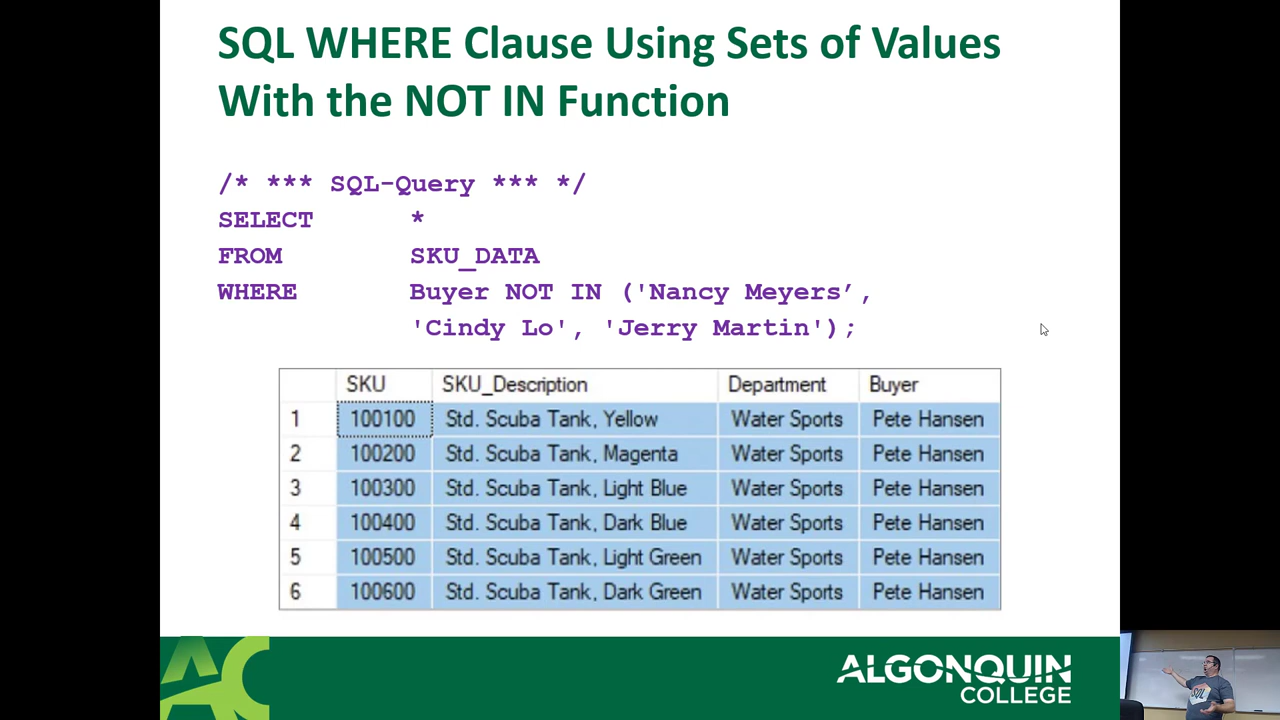 SQL WHERE Clause Using Sets of Values
With the NOT IN Function
/* *** SQL-Query *** */
SELECT *
FROM SKU_DATA
WHERE Buyer NOT IN ('Nancy Meyers’,
'Cindy Lo', 'Jerry Martin');
SKU SKU_Description Department Buyer
1 100100 Std. Scuba Tank, Yellow Water Sports Pete Hansen
2 100200 Std. Scuba Tank, Magenta Water Sports Pete Hansen
3 100300 Std. Scuba Tank, Light Blue Water Sports Pete Hansen
4 100400 Std. Scuba Tank, Dark Blue Water Sports Pete Hansen
5 100500 Std. Scuba Tank, Light Green Water Sports Pete Hansen
6 100600 Std. Scuba Tank, Dark Green Water Sports Pete Hansen
AC
ALGONQUIN
COLLEGE
SQL